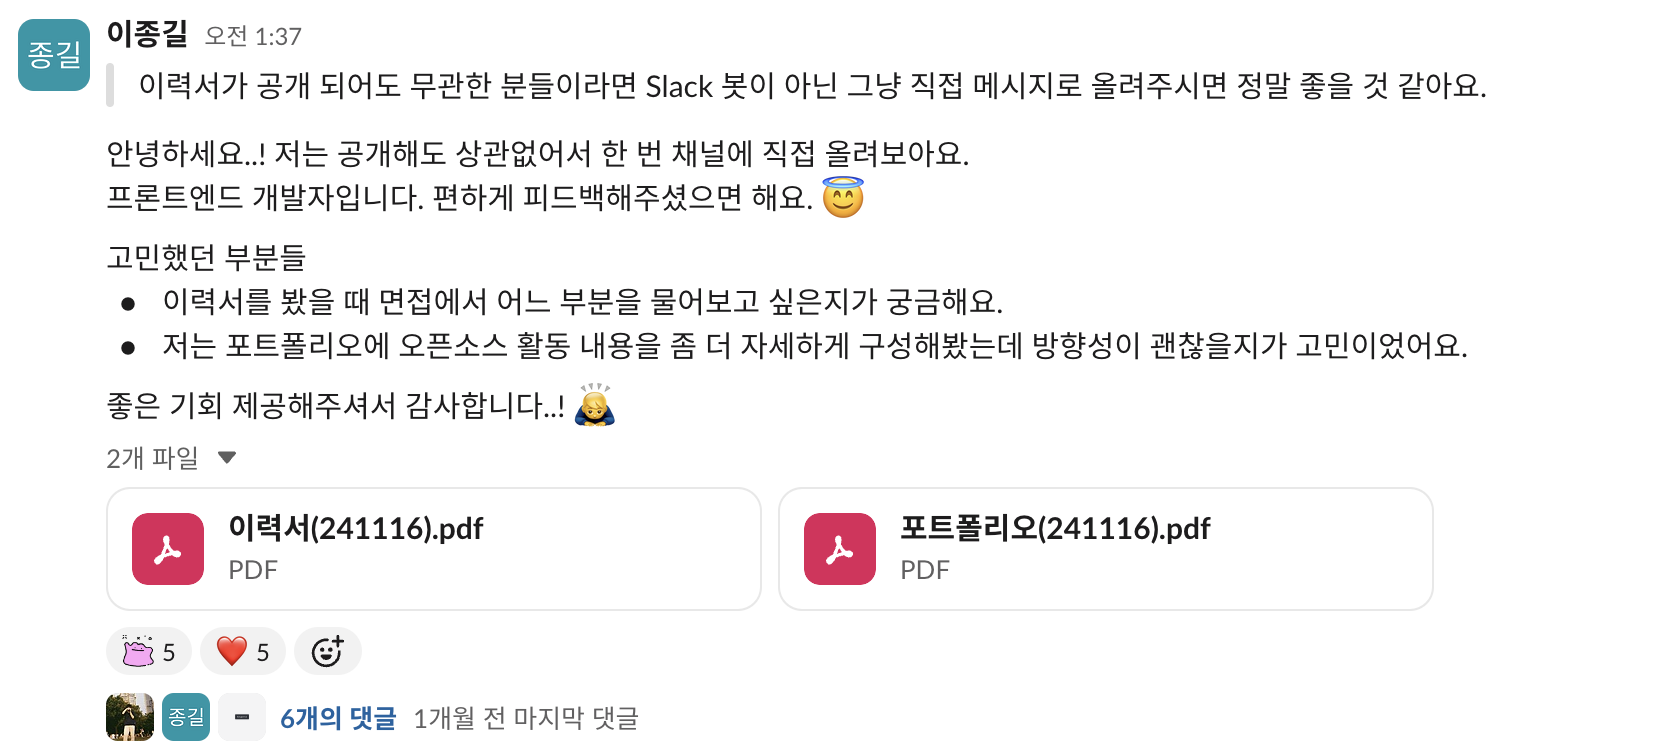 종길
이종길 오전 1:37
이력서가 공개 되어도 무관한 분들이라면 Slack 봇이 아닌 그냥 직접 메시지로 올려주시면 정말 좋을 것 같아요.
안녕하세요..! 저는 공개해도 상관없어서 한 번 채널에 직접 올려보아요.
프론트엔드 개발자입니다. 편하게 피드백해주셨으면 해요. 😇
고민했던 부분들
● 이력서를 봤을 때 면접에서 어느 부분을 물어보고 싶은지가 궁금해요.
● 저는 포트폴리오에 오픈소스 활동 내용을 좀 더 자세하게 구성해봤는데 방향성이 괜찮을지가 고민이었어요.
좋은 기회 제공해주셔서 감사합니다..! 🙇
2개 파일
이력서(241116).pdf
PDF
포트폴리오(241116).pdf
PDF
5 ❤️ 5
종길 6개의 댓글 1개월 전 마지막 댓글